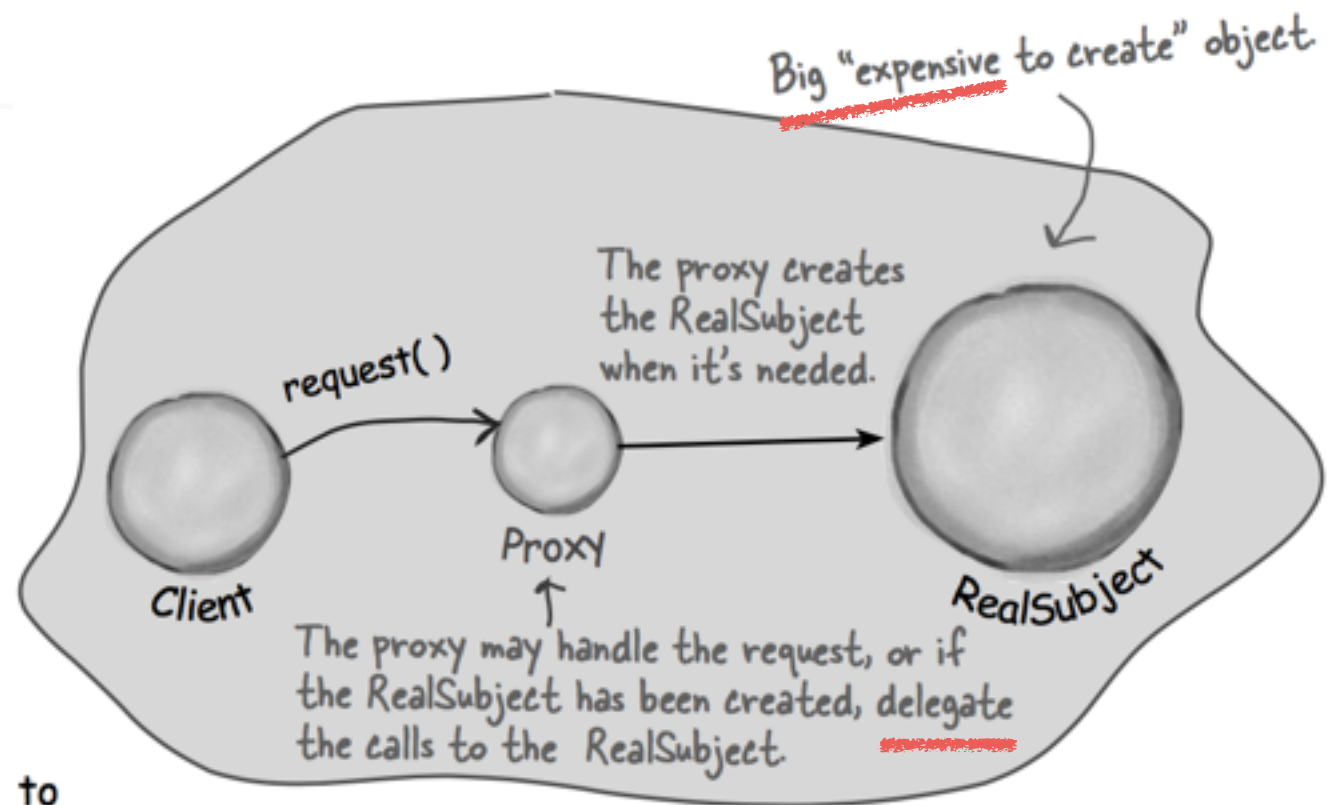 Big “expensive to create” object.
The proxy creates
the RealSubject
when it's needed.
request()
Proxy
Client
RealSubject
The proxy may handle the request, or if
the RealSubject has been created, delegate
the calls to the RealSubject.
to